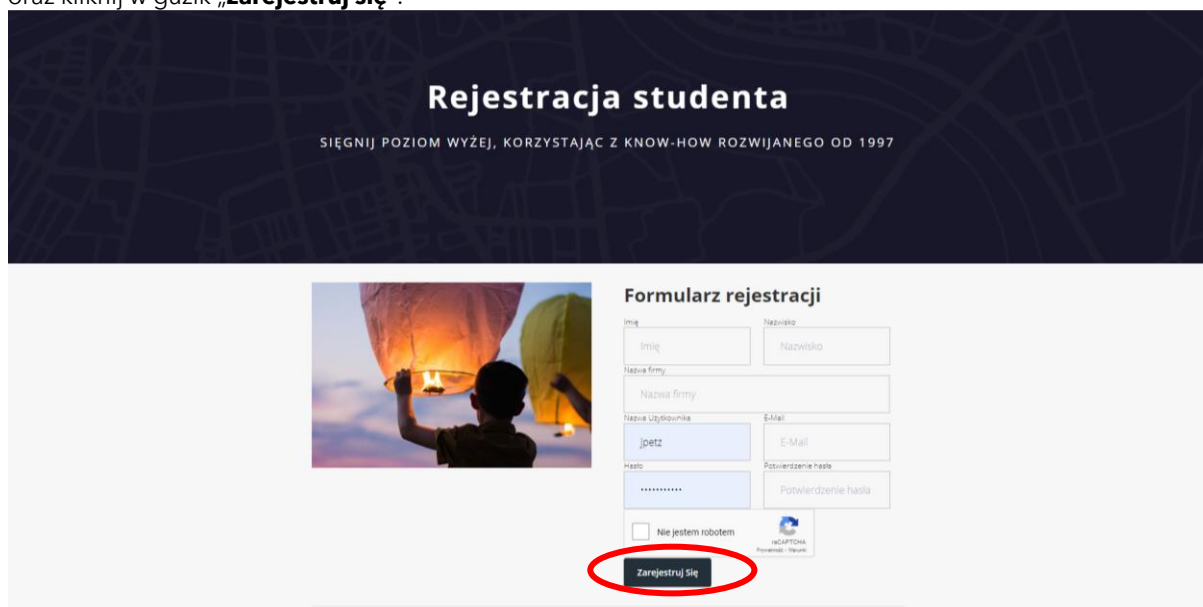 oraz kliknij w guzik „zarejestruj się".
Rejestracja studenta
SIĘGNIJ POZIOM WYŻEJ, KORZYSTAJĄC Z KNOW-HOW ROZWIJANEGO OD 1997
Formularz rejestracji
Imię Nazwisko
Imię Nazwisko
Nazwa firmy
Nazwa firmy
Nazwa Użytkownika E-Mail
jpetz E-Mail
Hasło Potwierdzenie hasła
••••••••••• Potwierdzenie hasła
Nie jestem robotem
reCAPTCHA
Prywatność - Warunki
Zarejestruj Się